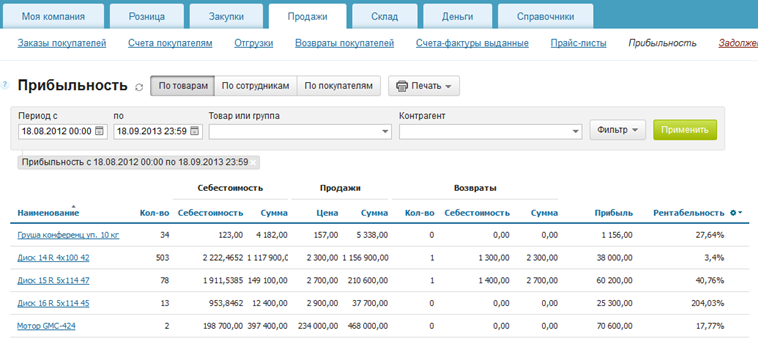 Моя компания Розница Закупки Продажи Склад Деньги Справочники
Заказы покупателей Счета покупателям Отгрузки Возвраты покупателей Счета-фактуры выданные Прайс-листы Прибыльность Задолже
? Прибыльность По товарам По сотрудникам По покупателям Печать
Период с по Товар или группа Контрагент
18.08.2012 00:00 18.09.2013 23:59 Фильтр Применить
Прибыльность с 18.08.2012 00:00 по 18.09.2013 23:59
Себестоимость Продажи Возвраты
Наименование Кол-во Себестоимость Сумма Цена Сумма Кол-во Себестоимость Сумма Прибыль Рентабельность
Груша конференц уп. 10 кг 34 123,00 4 182,00 157,00 5 338,00 0 0,00 0,00 1 156,00 27,64%
Диск 14 R 4x100 42 503 2 222,4652 1 117 900,00 2 300,00 1 156 900,00 1 1 300,00 2 300,00 38 000,00 3,4%
Диск 15 R 5x114 47 78 1 911,5385 149 100,00 2 700,00 210 600,00 1 1 400,00 2 700,00 60 200,00 40,76%
Диск 16 R 5x114 45 13 953,8462 12 400,00 2 900,00 37 700,00 0 0,00 0,00 25 300,00 204,03%
Мотор GMC-424 2 198 700,00 397 400,00 234 000,00 468 000,00 0 0,00 0,00 70 600,00 17,77%